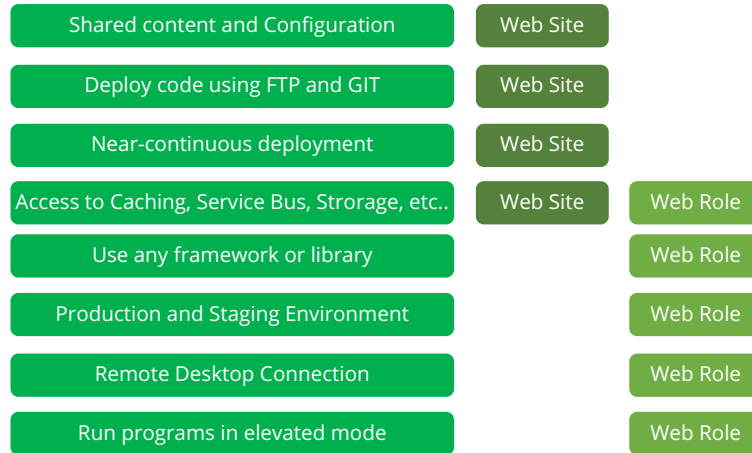 Shared content and Configuration Web Site
Deploy code using FTP and GIT Web Site
Near-continuous deployment Web Site
Access to Caching, Service Bus, Strorage, etc.. Web Site Web Role
Use any framework or library Web Role
Production and Staging Environment Web Role
Remote Desktop Connection Web Role
Run programs in elevated mode Web Role